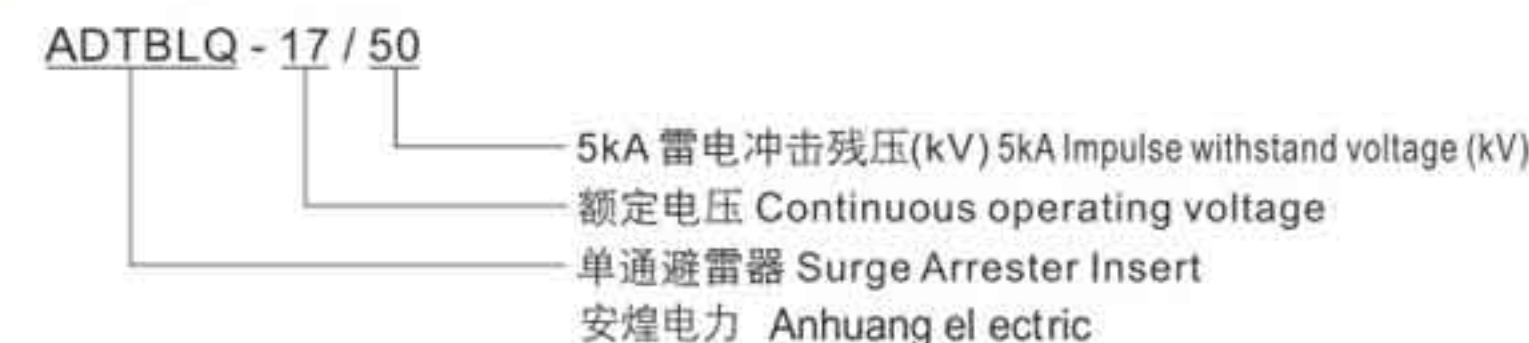 ADTBLQ - 17 / 50
5kA 雷电冲击残压(kV) 5kA Impulse withstand voltage (kV)
额定电压 Continuous operating voltage
单通避雷器 Surge Arrester Insert
安煌电力 Anhuang el ectric